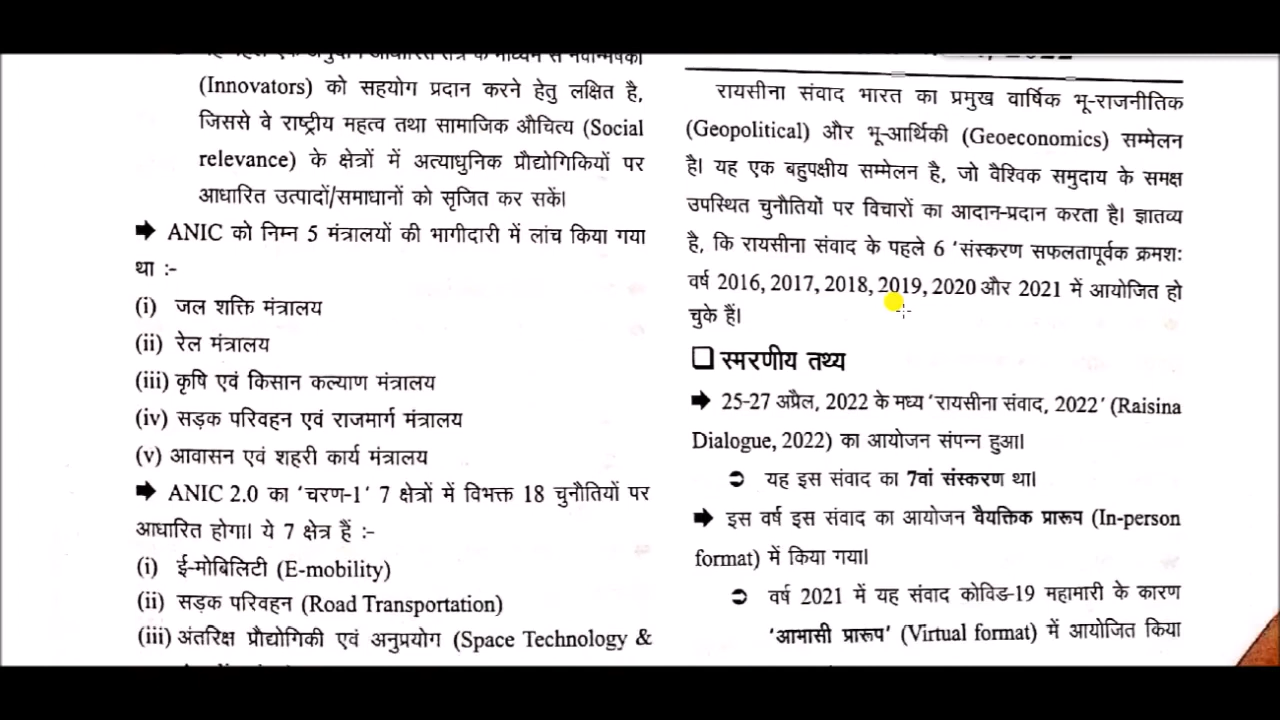 (Innovators) को सहयोग प्रदान करने हेतु लक्षित है,
जिससे वे राष्ट्रीय महत्व तथा सामाजिक औचित्य (Social
relevance) के क्षेत्रों में अत्याधुनिक प्रौद्योगिकियों पर
आधारित उत्पादों/समाधानों को सृजित कर सकें।
➡ ANIC को निम्न 5 मंत्रालयों की भागीदारी में लांच किया गया
था :-
(i) जल शक्ति मंत्रालय
(ii) रेल मंत्रालय
(iii) कृषि एवं किसान कल्याण मंत्रालय
(iv) सड़क परिवहन एवं राजमार्ग मंत्रालय
(v) आवासन एवं शहरी कार्य मंत्रालय
➡ ANIC 2.0 का 'चरण-1' 7 क्षेत्रों में विभक्त 18 चुनौतियों पर
आधारित होगा। ये 7 क्षेत्र हैं :-
(i) ई-मोबिलिटी (E-mobility)
(ii) सड़क परिवहन (Road Transportation)
(iii) अंतरिक्ष प्रौद्योगिकी एवं अनुप्रयोग (Space Technology &
रायसीना संवाद भारत का प्रमुख वार्षिक भू-राजनीतिक
(Geopolitical) और भू-आर्थिकी (Geoeconomics) सम्मेलन
है। यह एक बहुपक्षीय सम्मेलन है, जो वैश्विक समुदाय के समक्ष
उपस्थित चुनौतियों पर विचारों का आदान-प्रदान करता है। ज्ञातव्य
है, कि रायसीना संवाद के पहले 6 'संस्करण सफलतापूर्वक क्रमशः
वर्ष 2016, 2017, 2018, 2019, 2020 और 2021 में आयोजित हो
चुके हैं।
❑ स्मरणीय तथ्य
➡ 25-27 अप्रैल, 2022 के मध्य 'रायसीना संवाद, 2022' (Raisina
Dialogue, 2022) का आयोजन संपन्न हुआ।
➲ यह इस संवाद का 7वां संस्करण था।
➡ इस वर्ष इस संवाद का आयोजन वैयक्तिक प्रारूप (In-person
format) में किया गया।
➲ वर्ष 2021 में यह संवाद कोविड-19 महामारी के कारण
'आभासी प्रारूप' (Virtual format) में आयोजित किया